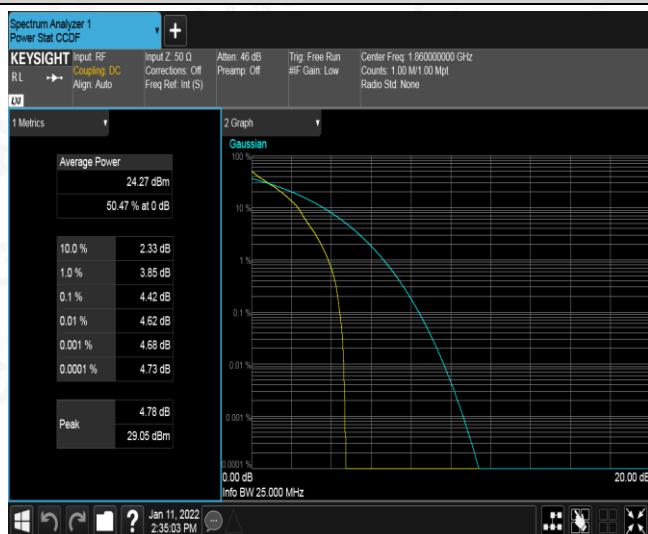 Spectrum Analyzer 1
Power Stat CCDF
+
KEYSIGHT
R L
LXI
Input: RF
Coupling: DC
Align: Auto
Input Z: 50 Ω
Corrections: Off
Freq Ref: Int (S)
Atten: 46 dB
Preamp: Off
Trig: Free Run
#IF Gain: Low
Center Freq: 1.860000000 GHz
Counts: 1.00 M/1.00 Mpt
Radio Std: None
1 Metrics
Average Power
24.27 dBm
50.47 % at 0 dB
10.0 % 2.33 dB
1.0 % 3.85 dB
0.1 % 4.42 dB
0.01 % 4.62 dB
0.001 % 4.68 dB
0.0001 % 4.73 dB
Peak
4.78 dB
29.05 dBm
2 Graph
Gaussian
100 %
10 %
1 %
0.1 %
0.01 %
0.001 %
0.0001 %
0.00 dB 20.00 dB
Info BW 25.000 MHz
?
Jan 11, 2022
2:35:03 PM